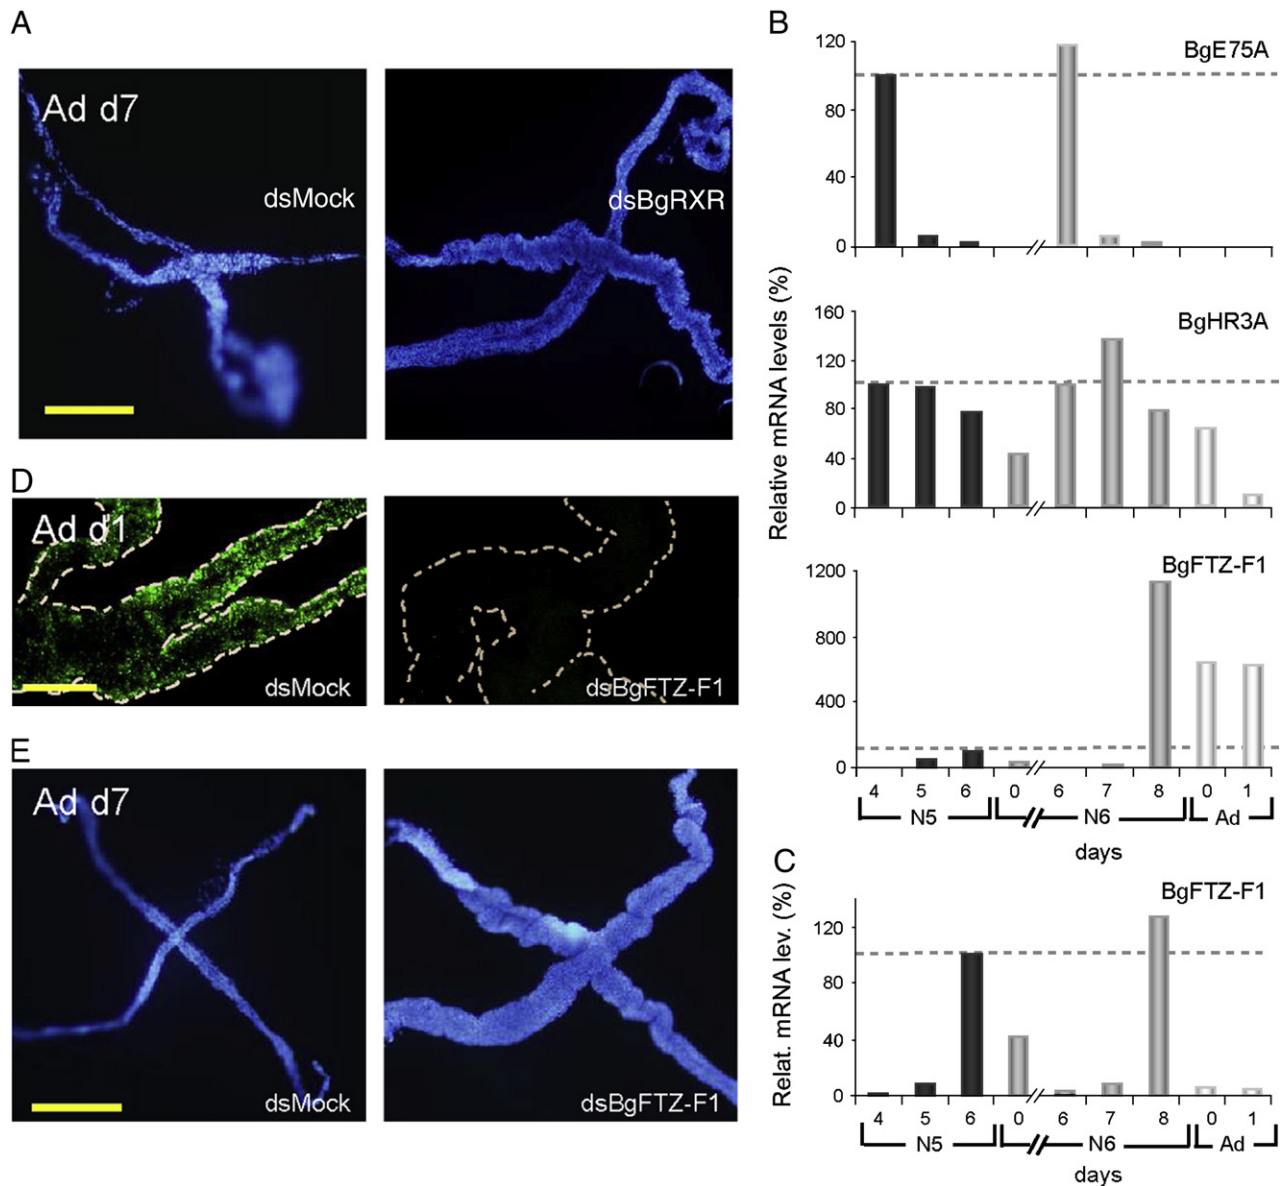 A
Ad d7
dsMock
dsBgRXR
D
Ad d1
dsMock
dsBgFTZ-F1
E
Ad d7
dsMock
dsBgFTZ-F1
B
Relative mRNA levels (%)
BgE75A
120
80
40
0
BgHR3A
160
120
80
40
0
BgFTZ-F1
1200
800
400
0
4 5 6 0 6 7 8 0 1
N5 N6 Ad
days
C
Relat. mRNA lev. (%)
BgFTZ-F1
120
80
40
0
4 5 6 0 6 7 8 0 1
N5 N6 Ad
days